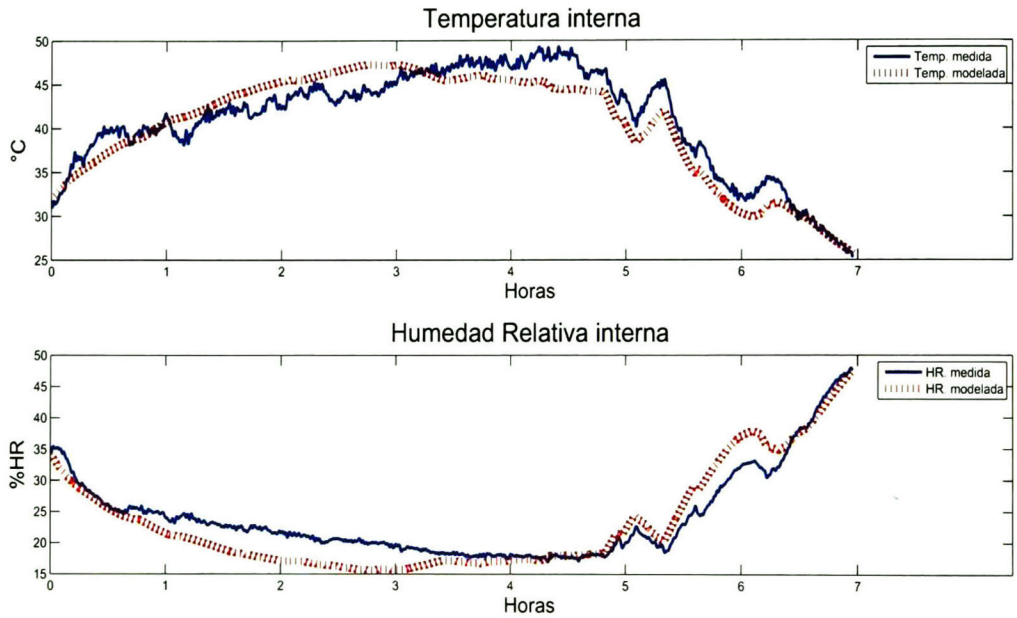 Temperatura interna
50
45
40
35
30
25
°C
Temp. medida
Temp. modelada
0 1 2 3 4 5 6 7
Horas
Humedad Relativa interna
50
45
40
35
30
25
20
15
%HR
HR. medida
HR. modelada
0 1 2 3 4 5 6 7
Horas